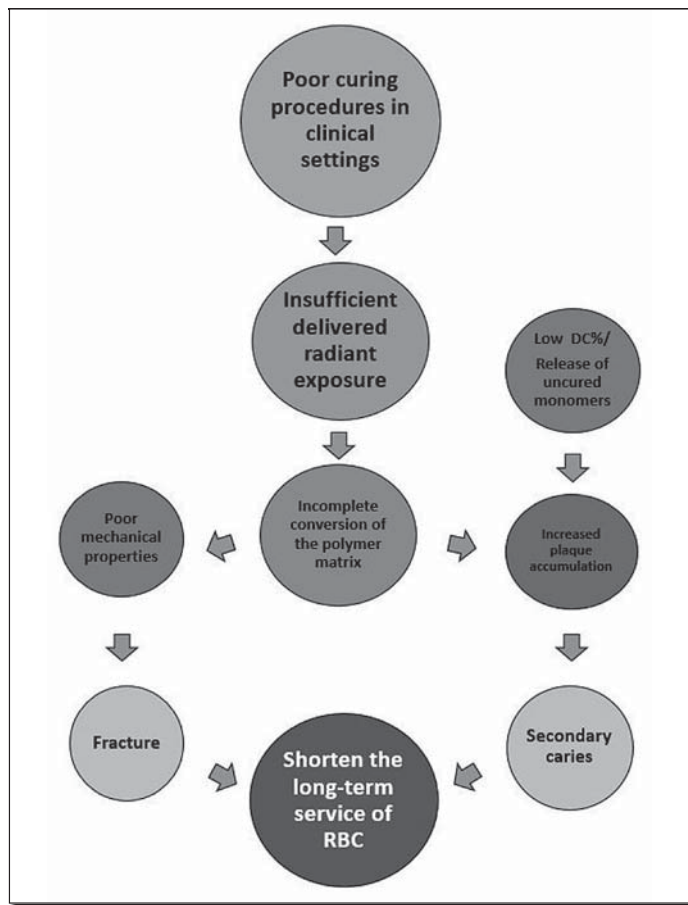 Poor curing
procedures in
clinical
settings
Insufficient
delivered
radiant
exposure
Low DC%/
Release of
uncured
monomers
Poor
mechanical
properties
Incomplete
conversion of
the polymer
matrix
Increased
plaque
accumulation
Fracture
Shorten the
long-term
service of
RBC
Secondary
caries